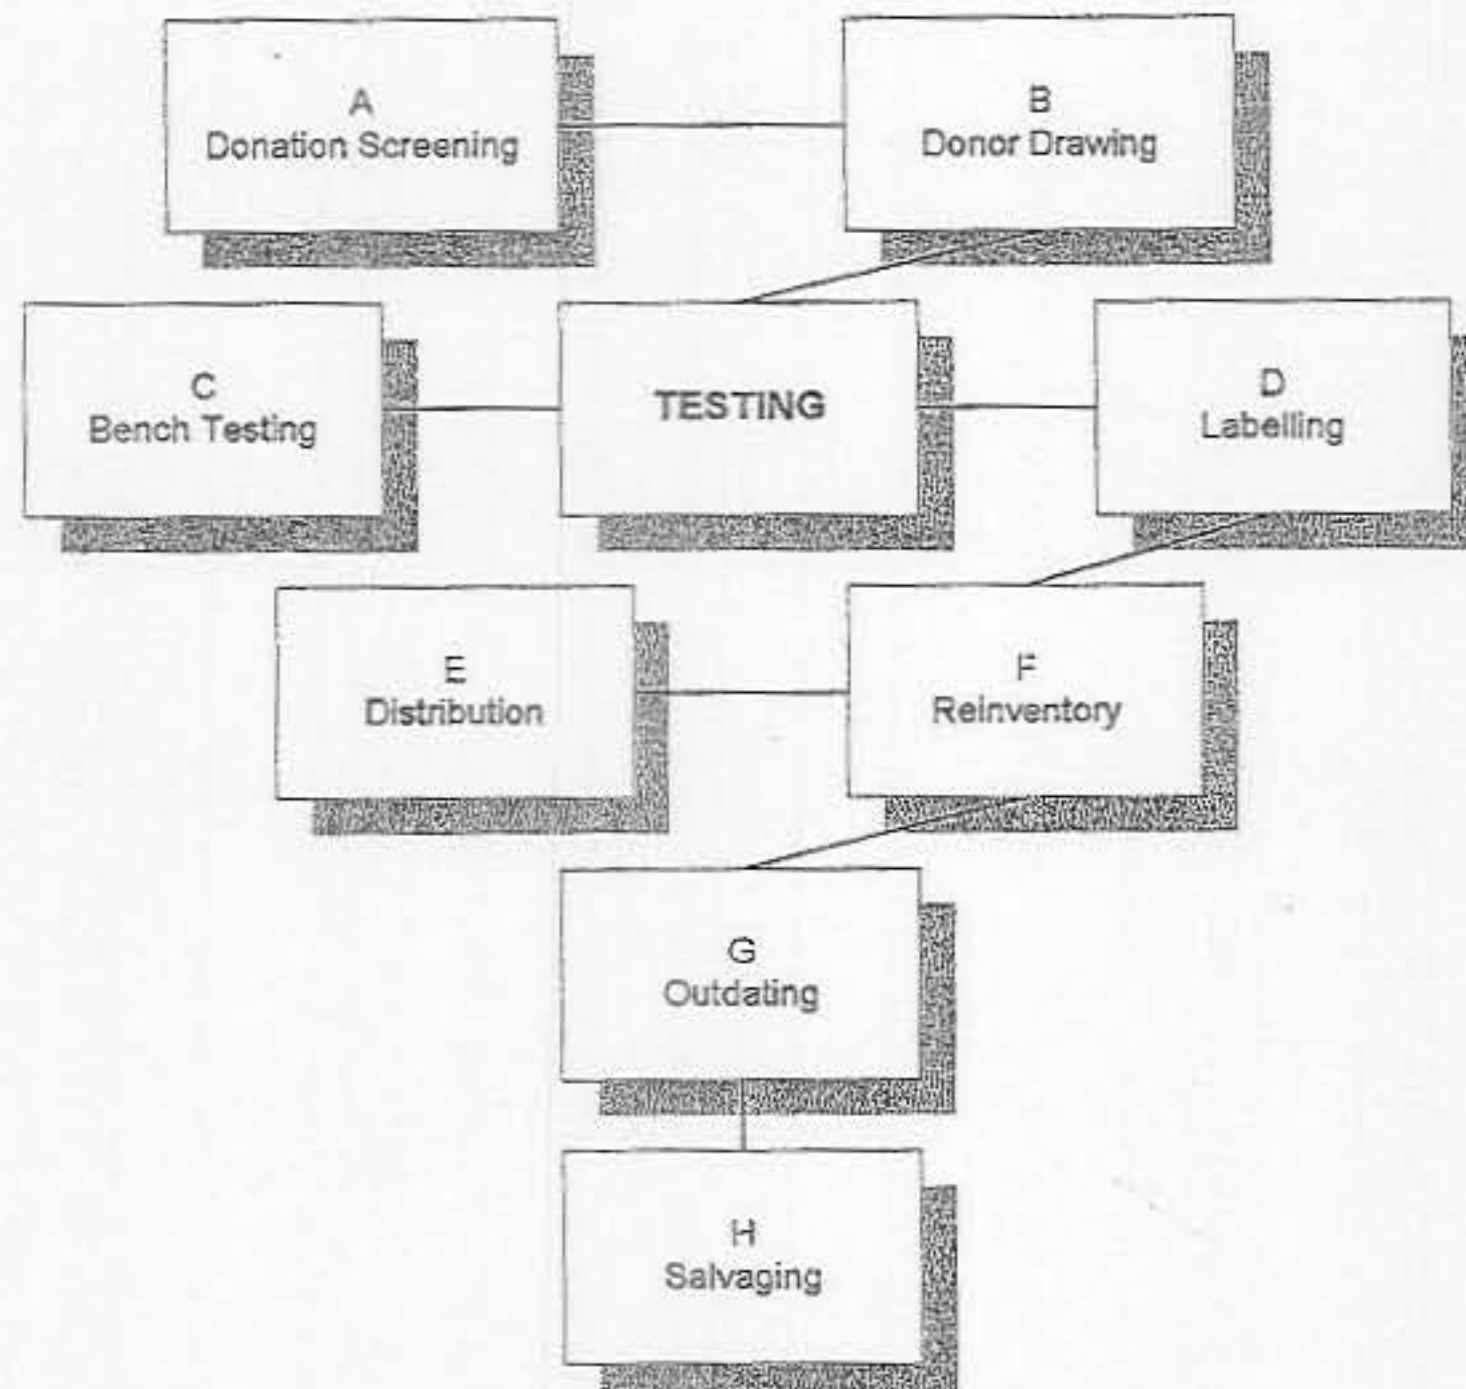 A
Donation Screening
B
Donor Drawing
C
Bench Testing
TESTING
D
Labelling
E
Distribution
F
Reinventory
G
Outdating
H
Salvaging